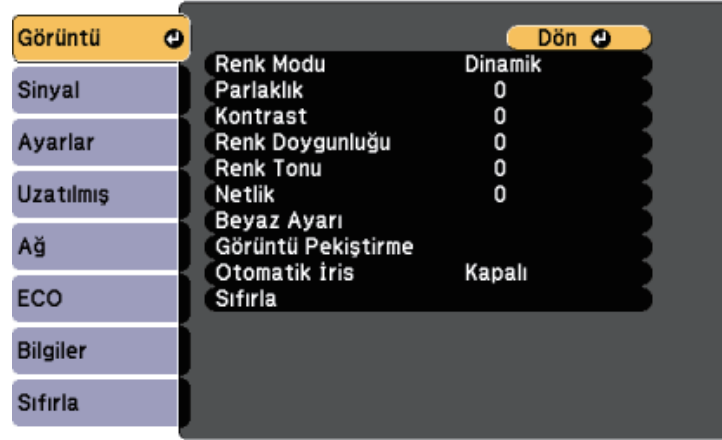 Görüntü
Sinyal
Ayarlar
Uzatılmış
Ağ
ECO
Bilgiler
Sıfırla
Dön
Renk Modu Dinamik
Parlaklık 0
Kontrast 0
Renk Doygunluğu 0
Renk Tonu 0
Netlik 0
Beyaz Ayarı
Görüntü Pekiştirme
Otomatik İris Kapalı
Sıfırla